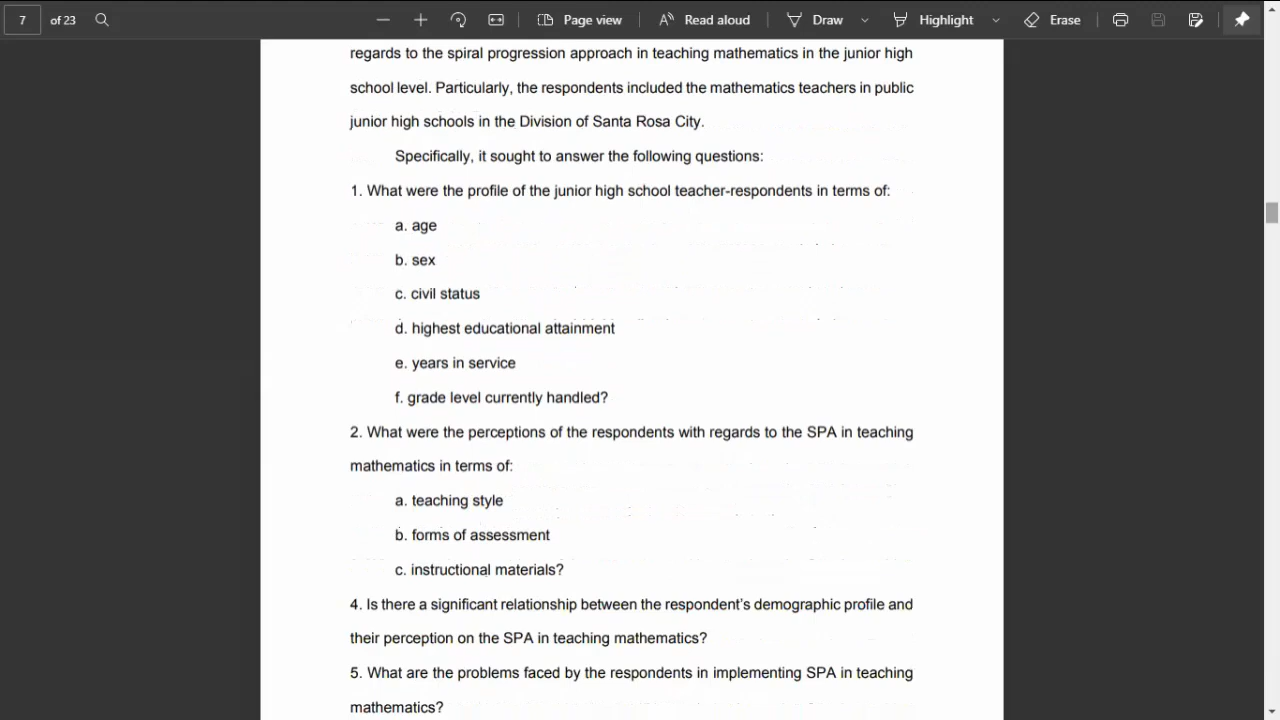 7 of 23 Page view Read aloud Draw Highlight Erase
regards to the spiral progression approach in teaching mathematics in the junior high
school level. Particularly, the respondents included the mathematics teachers in public
junior high schools in the Division of Santa Rosa City.
Specifically, it sought to answer the following questions:
1. What were the profile of the junior high school teacher-respondents in terms of:
a. age
b. sex
c. civil status
d. highest educational attainment
e. years in service
f. grade level currently handled?
2. What were the perceptions of the respondents with regards to the SPA in teaching
mathematics in terms of:
a. teaching style
b. forms of assessment
c. instructional materials?
4. Is there a significant relationship between the respondent's demographic profile and
their perception on the SPA in teaching mathematics?
5. What are the problems faced by the respondents in implementing SPA in teaching
mathematics?